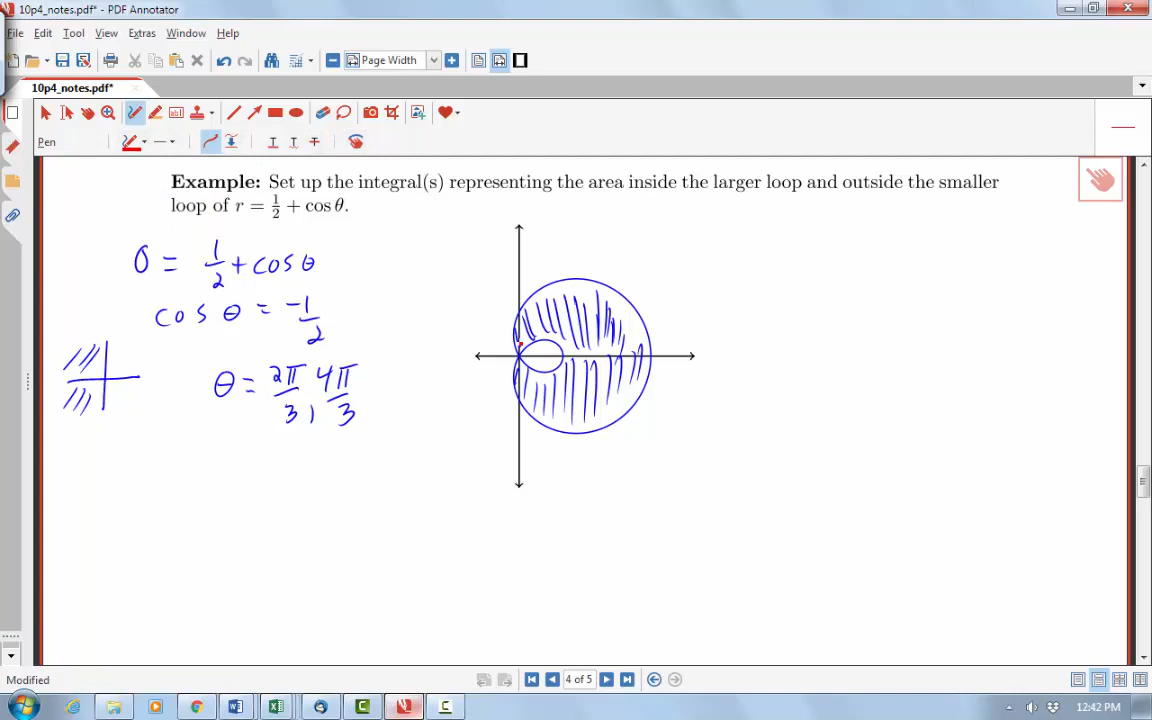 10p4_notes.pdf* - PDF Annotator
File Edit Tool View Extras Window Help
Page Width
10p4_notes.pdf*
Pen
Example: Set up the integral(s) representing the area inside the larger loop and outside the smaller
loop of r = 1/2 + cos θ.
0 = 1/2 + cos θ
cos θ = -1/2
θ = 2π/3, 4π/3
4 of 5
Modified
12:42 PM